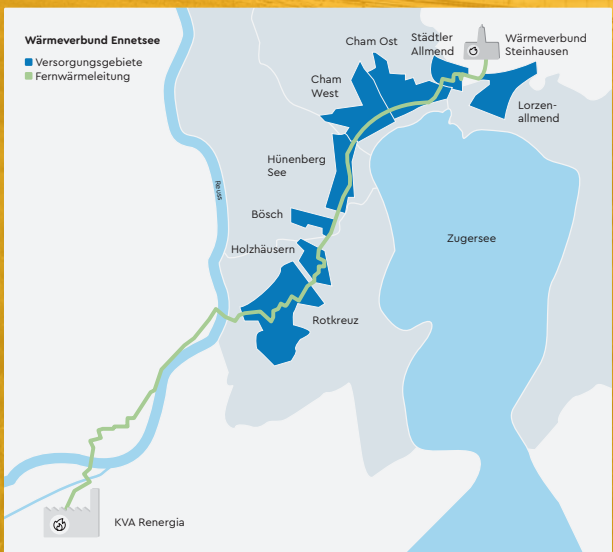 Wärmeverbund Ennetsee
Versorgungsgebiete
Fernwärmeleitung
Cham Ost
Städtler
Allmend
Wärmeverbund
Steinhausen
Cham
West
Lorzen-
allmend
Hünenberg
See
Reuss
Bösch
Zugersee
Holzhäusern
Rotkreuz
KVA Renergia